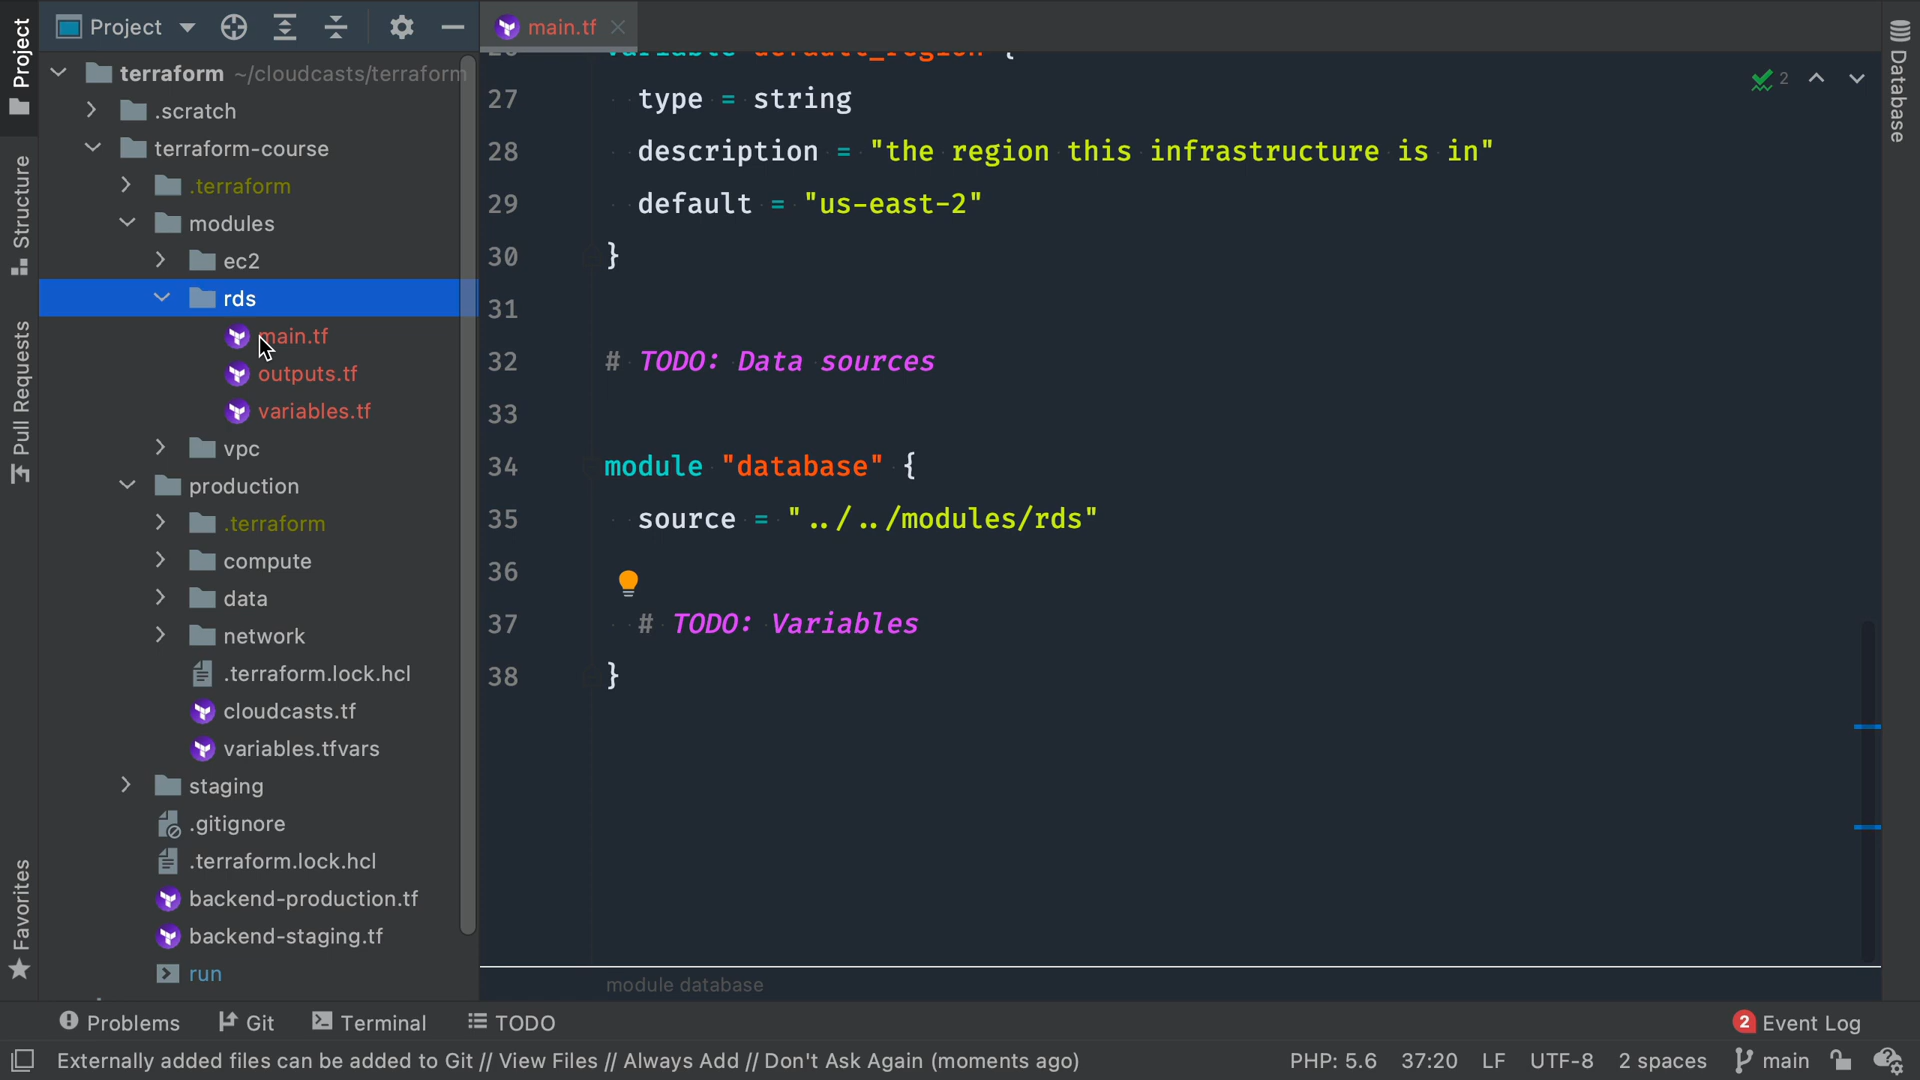 Project
main.tf
Project
Structure
Pull Requests
Favorites
Database
terraform ~/cloudcasts/terraform
.scratch
terraform-course
.terraform
modules
ec2
rds
main.tf
outputs.tf
variables.tf
vpc
production
.terraform
compute
data
network
.terraform.lock.hcl
cloudcasts.tf
variables.tfvars
staging
.gitignore
.terraform.lock.hcl
backend-production.tf
backend-staging.tf
run
2
26 variable "default_region" {
27 type = string
28 description = "the region this infrastructure is in"
29 default = "us-east-2"
30 }
31
32 # TODO: Data sources
33
34 module "database" {
35 source = "../../modules/rds"
36
37 # TODO: Variables
38 }
module database
Problems Git Terminal TODO 2 Event Log
Externally added files can be added to Git // View Files // Always Add // Don't Ask Again (moments ago) PHP: 5.6 37:20 LF UTF-8 2 spaces main